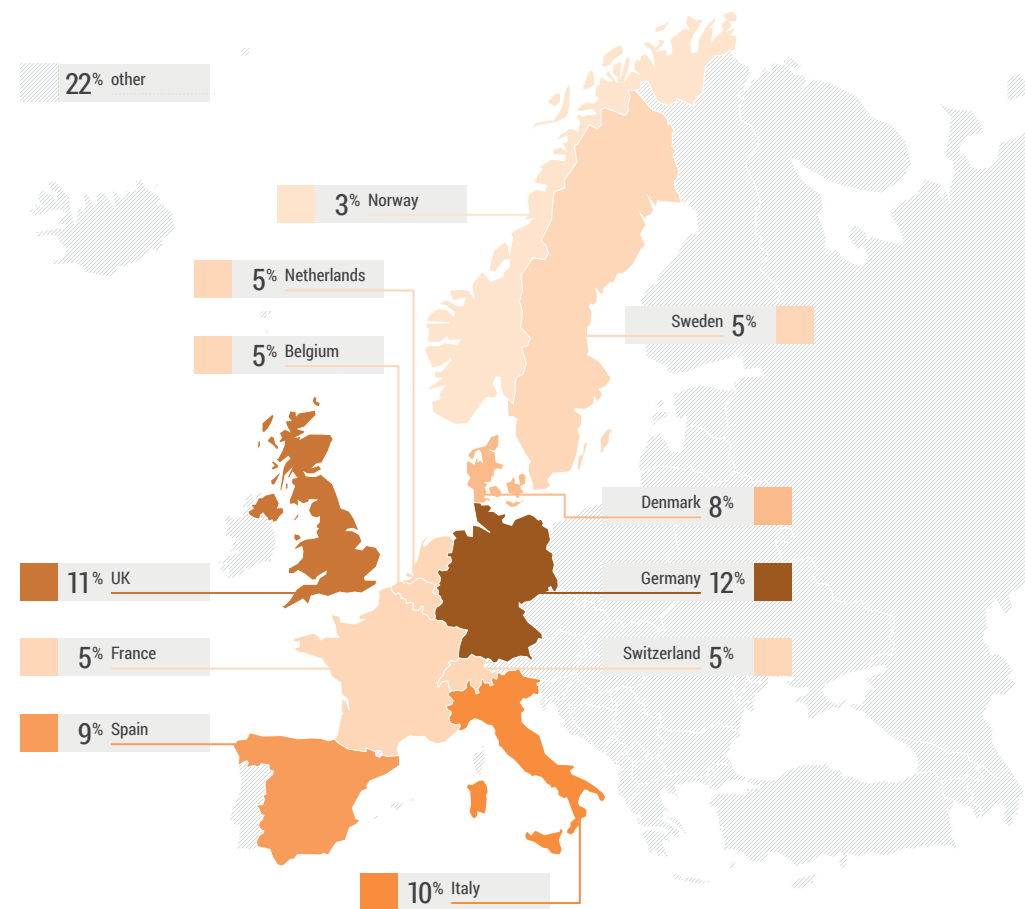 22% other
3% Norway
5% Netherlands
Sweden 5%
5% Belgium
Denmark 8%
11% UK
Germany 12%
5% France
Switzerland 5%
9% Spain
10% Italy